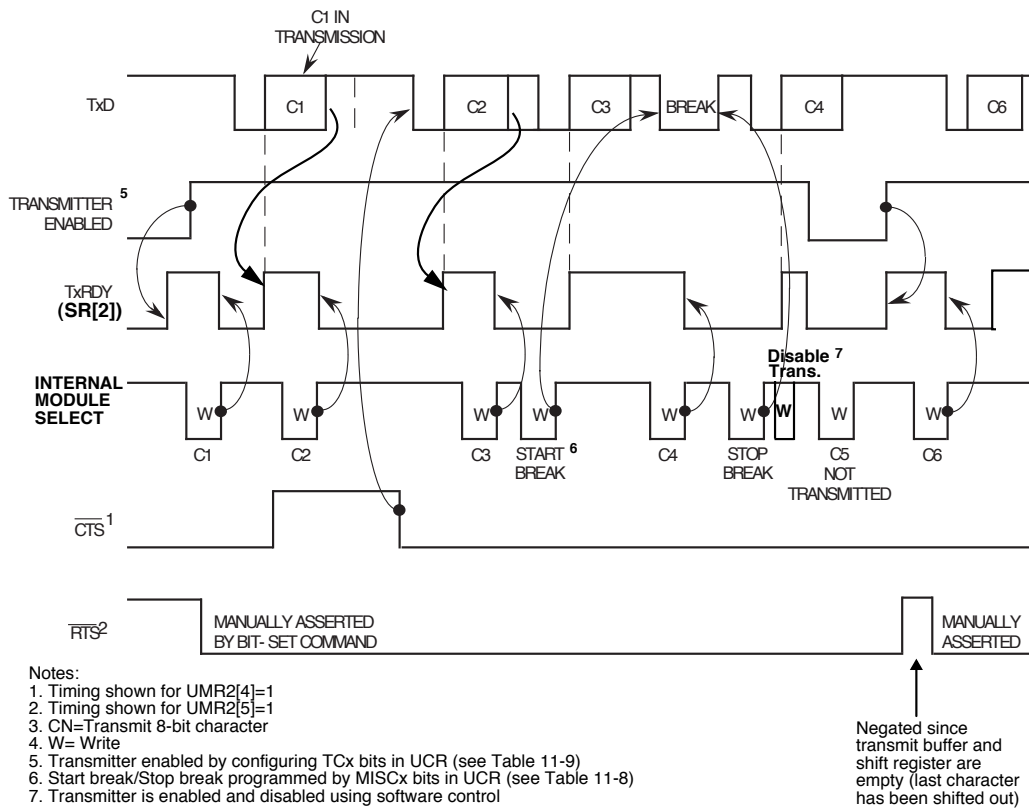 C1 IN
TRANSMISSION
TxD
C1
C2
C3
BREAK
C4
C6
TRANSMITTER 5
ENABLED
TxRDY
(SR[2])
Disable 7
Trans.
INTERNAL
MODULE
SELECT
W W W W W W W W W
C1
C2
C3
START 6
BREAK
C4
STOP
BREAK
C5
NOT
TRANSMITTED
C6
CTS 1
RTS2
MANUALLY ASSERTED
BY BIT- SET COMMAND
MANUALLY
ASSERTED
Notes:
1. Timing shown for UMR2[4]=1
2. Timing shown for UMR2[5]=1
3. CN=Transmit 8-bit character
4. W= Write
5. Transmitter enabled by configuring TCx bits in UCR (see Table 11-9)
6. Start break/Stop break programmed by MISCx bits in UCR (see Table 11-8)
7. Transmitter is enabled and disabled using software control
Negated since
transmit buffer and
shift register are
empty (last character
has been shifted out)